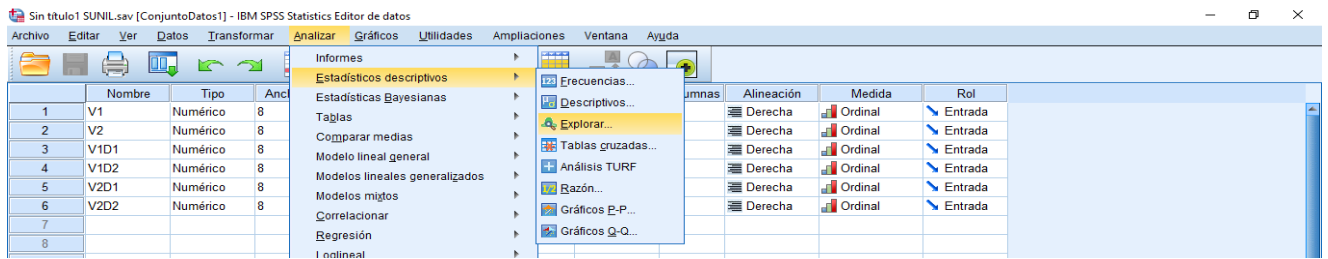 Sin título1 SUNIL.sav [ConjuntoDatos1] - IBM SPSS Statistics Editor de datos
Archivo Editar Ver Datos Transformar Analizar Gráficos Utilidades Ampliaciones Ventana Ayuda
Informes
Estadísticos descriptivos
Estadísticas Bayesianas
Tablas
Comparar medias
Modelo lineal general
Modelos lineales generalizados
Modelos mixtos
Correlacionar
Regresión
Loglineal
Frecuencias...
Descriptivos...
Explorar...
Tablas cruzadas...
Análisis TURF
Razón...
Gráficos P-P...
Gráficos Q-Q...
Nombre Tipo Anch umnas Alineación Medida Rol
1 V1 Numérico 8 Derecha Ordinal Entrada
2 V2 Numérico 8 Derecha Ordinal Entrada
3 V1D1 Numérico 8 Derecha Ordinal Entrada
4 V1D2 Numérico 8 Derecha Ordinal Entrada
5 V2D1 Numérico 8 Derecha Ordinal Entrada
6 V2D2 Numérico 8 Derecha Ordinal Entrada
7
8